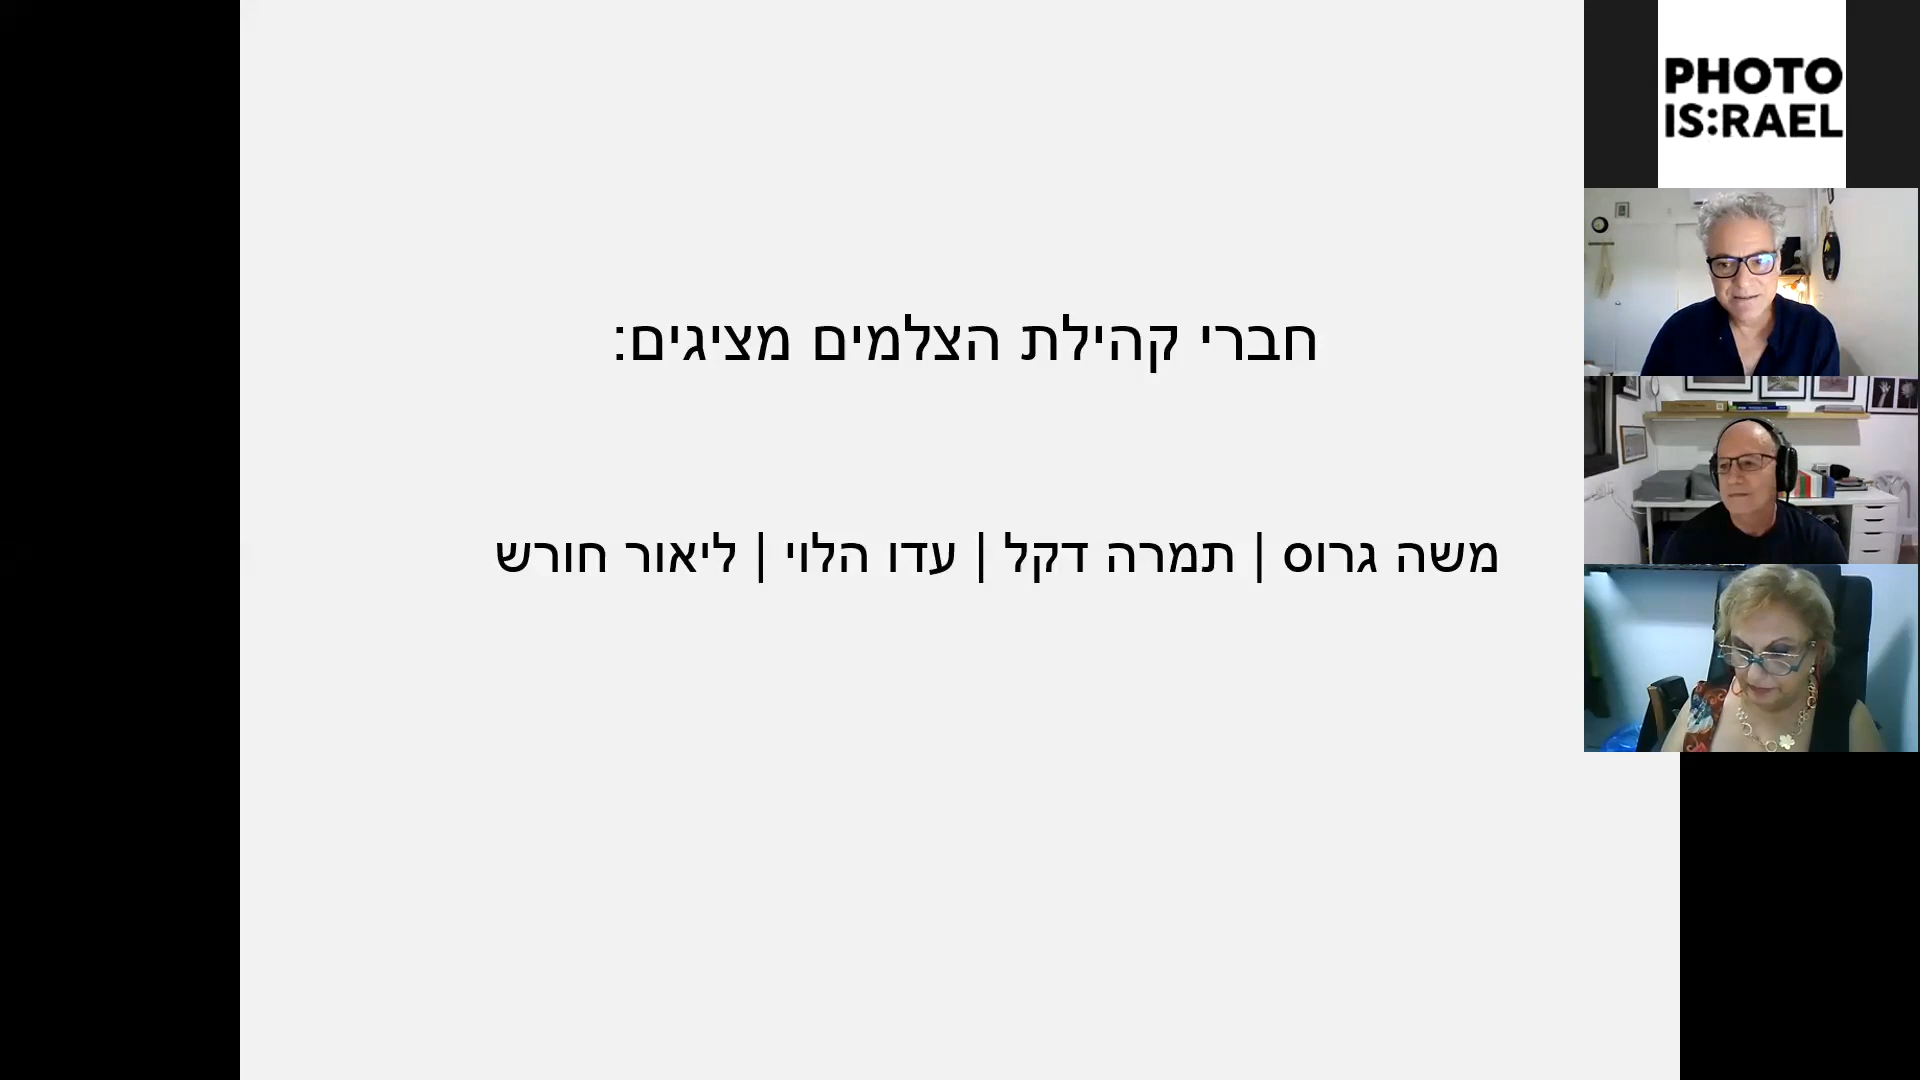 חברי קהילת הצלמים מציגים:
משה גרוס | תמרה דקל | עדו הלוי | ליאור חורש
PHOTO
IS:RAEL